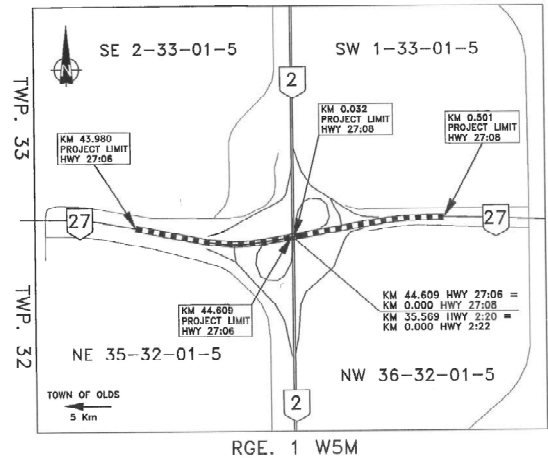 SE 2-33-01-5
SW 1-33-01-5
N
2
TWP. 33
KM 0.032
PROJECT LIMIT
HWY 27:08
KM 0.501
PROJECT LIMIT
HWY 27:08
KM 43.980
PROJECT LIMIT
HWY 27:06
27
27
KM 44.609
PROJECT LIMIT
HWY 27:06
KM 44.609 HWY 27:06 =
KM 0.000 HWY 27:08
KM 35.569 HWY 2:20 =
KM 0.000 HWY 2:22
TWP. 32
NE 35-32-01-5
NW 36-32-01-5
TOWN OF OLDS
5 Km
2
RGE. 1 W5M